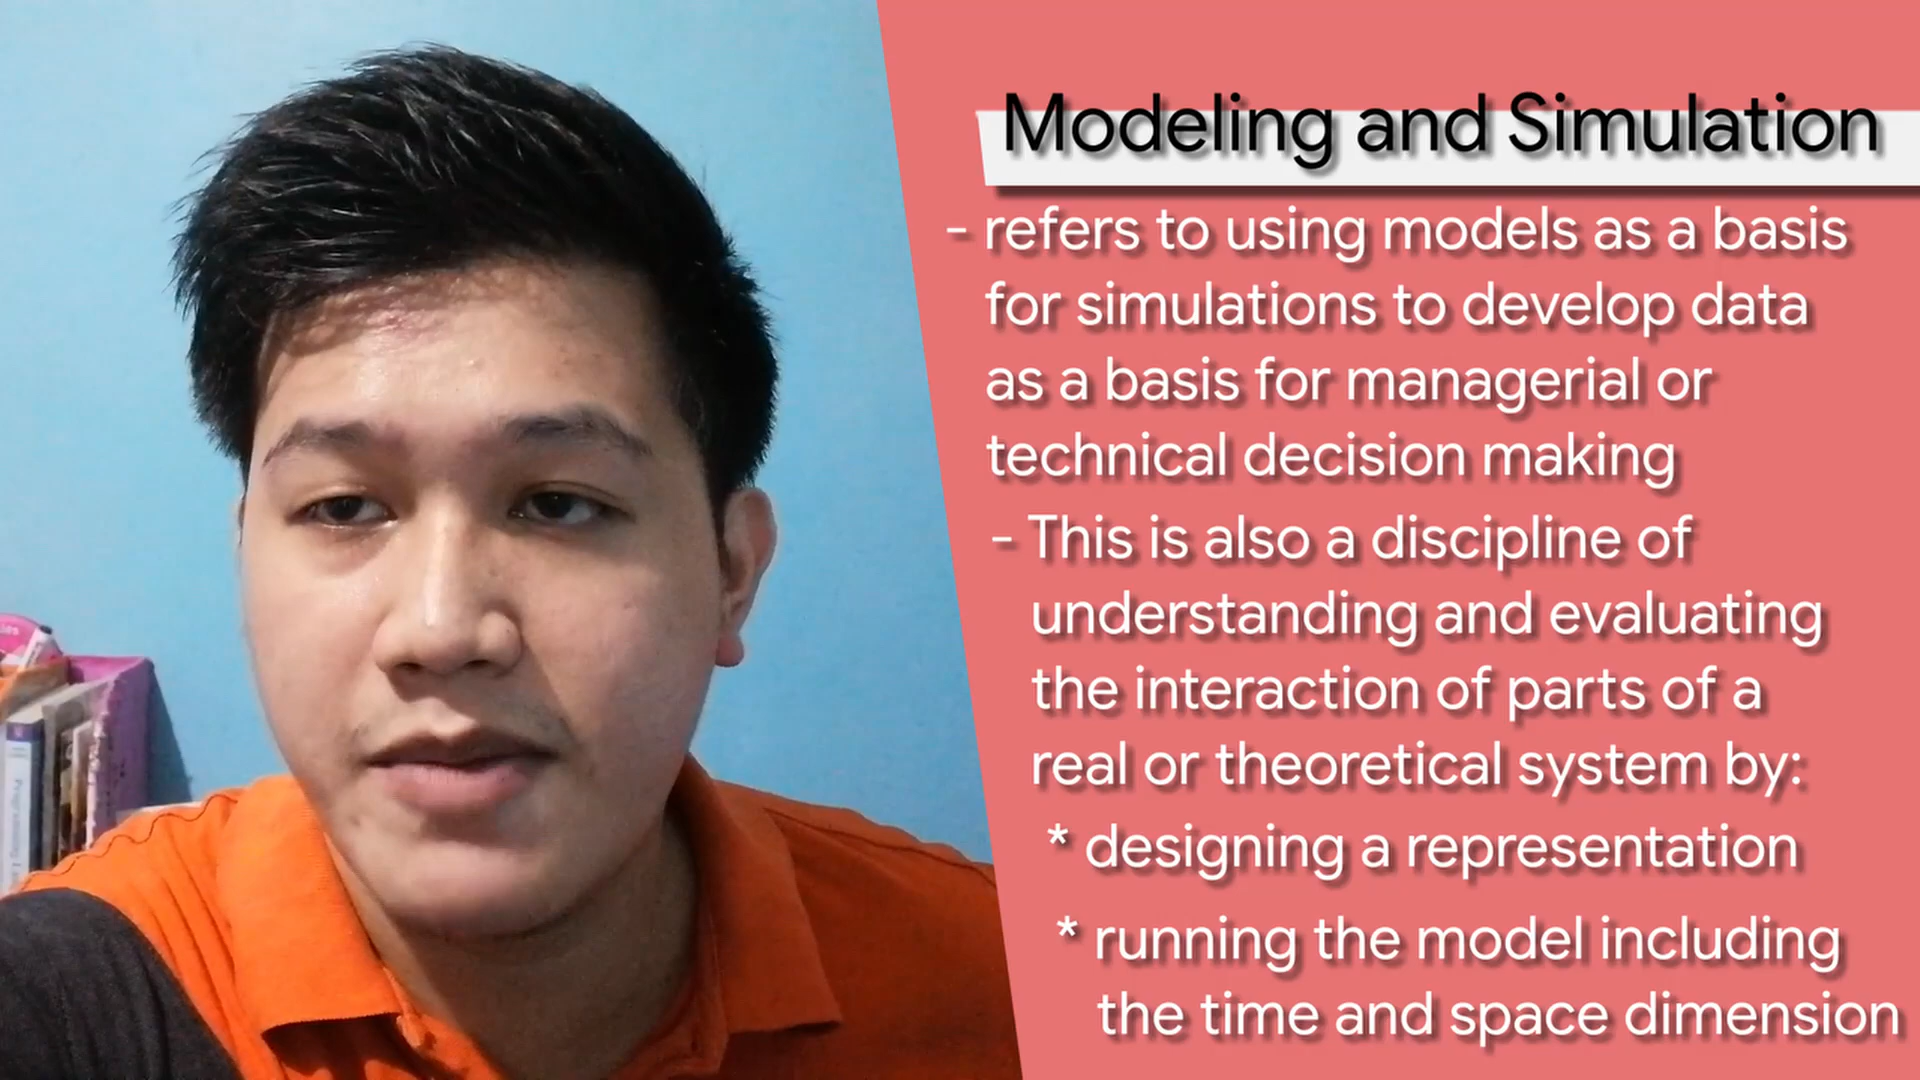 Modeling and Simulation
- refers to using models as a basis
for simulations to develop data
as a basis for managerial or
technical decision making
- This is also a discipline of
understanding and evaluating
the interaction of parts of a
real or theoretical system by:
* designing a representation
* running the model including
the time and space dimension